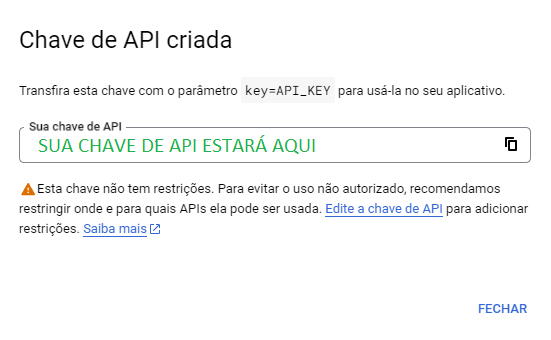 Chave de API criada
Transfira esta chave com o parâmetro key=API_KEY para usá-la no seu aplicativo.
Sua chave de API
SUA CHAVE DE API ESTARÁ AQUI
Esta chave não tem restrições. Para evitar o uso não autorizado, recomendamos
restringir onde e para quais APIs ela pode ser usada. Edite a chave de API para adicionar
restrições. Saiba mais
FECHAR